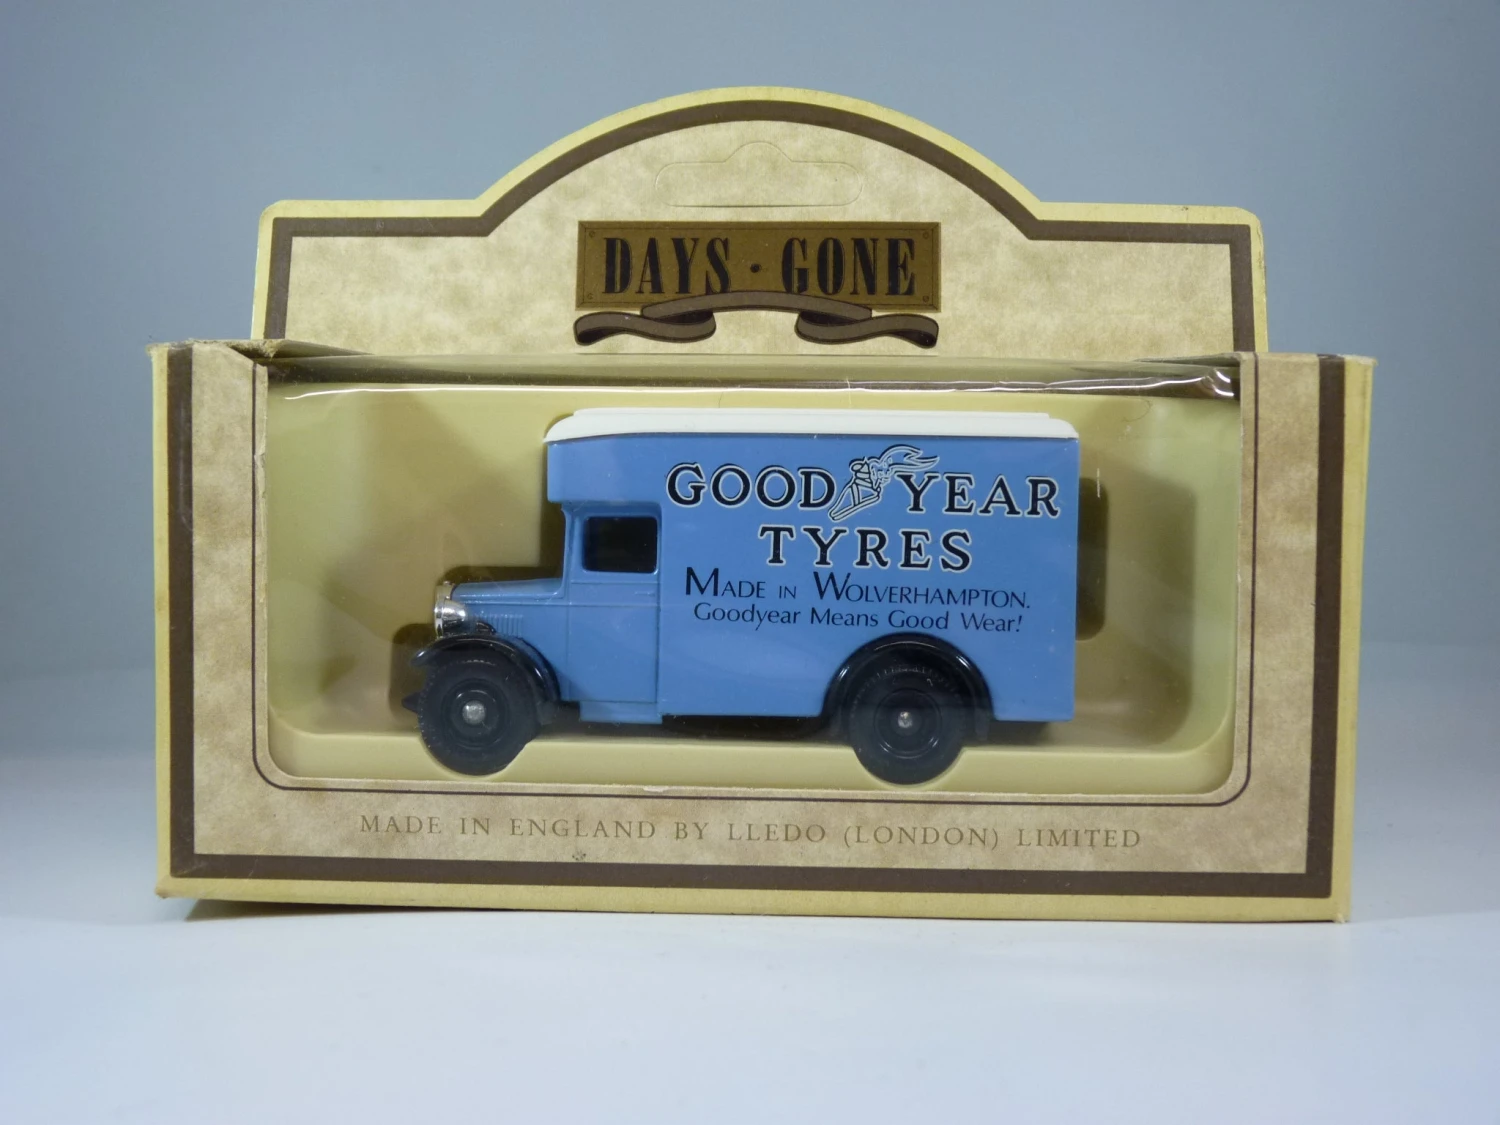 DAYS · GONE
GOOD YEAR
TYRES
MADE IN WOLVERHAMPTON.
Goodyear Means Good Wear!
MADE IN ENGLAND BY LLEDO (LONDON) LIMITED